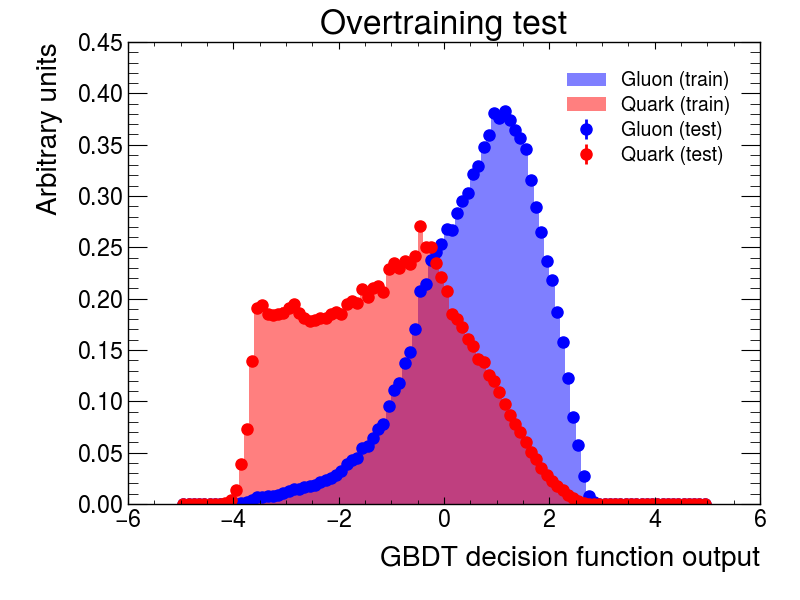 Overtraining test
Arbitrary units
0.45
0.40
0.35
0.30
0.25
0.20
0.15
0.10
0.05
0.00
Gluon (train)
Quark (train)
Gluon (test)
Quark (test)
−6 −4 −2 0 2 4 6
GBDT decision function output